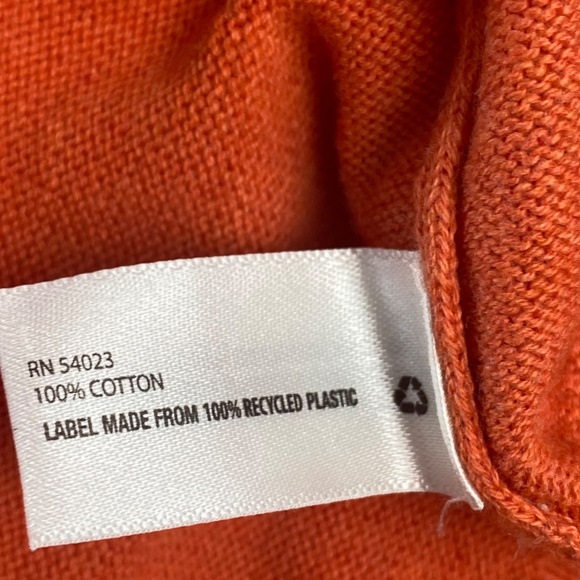 RN 54023
100% COTTON
LABEL MADE FROM 100% RECYCLED PLASTIC